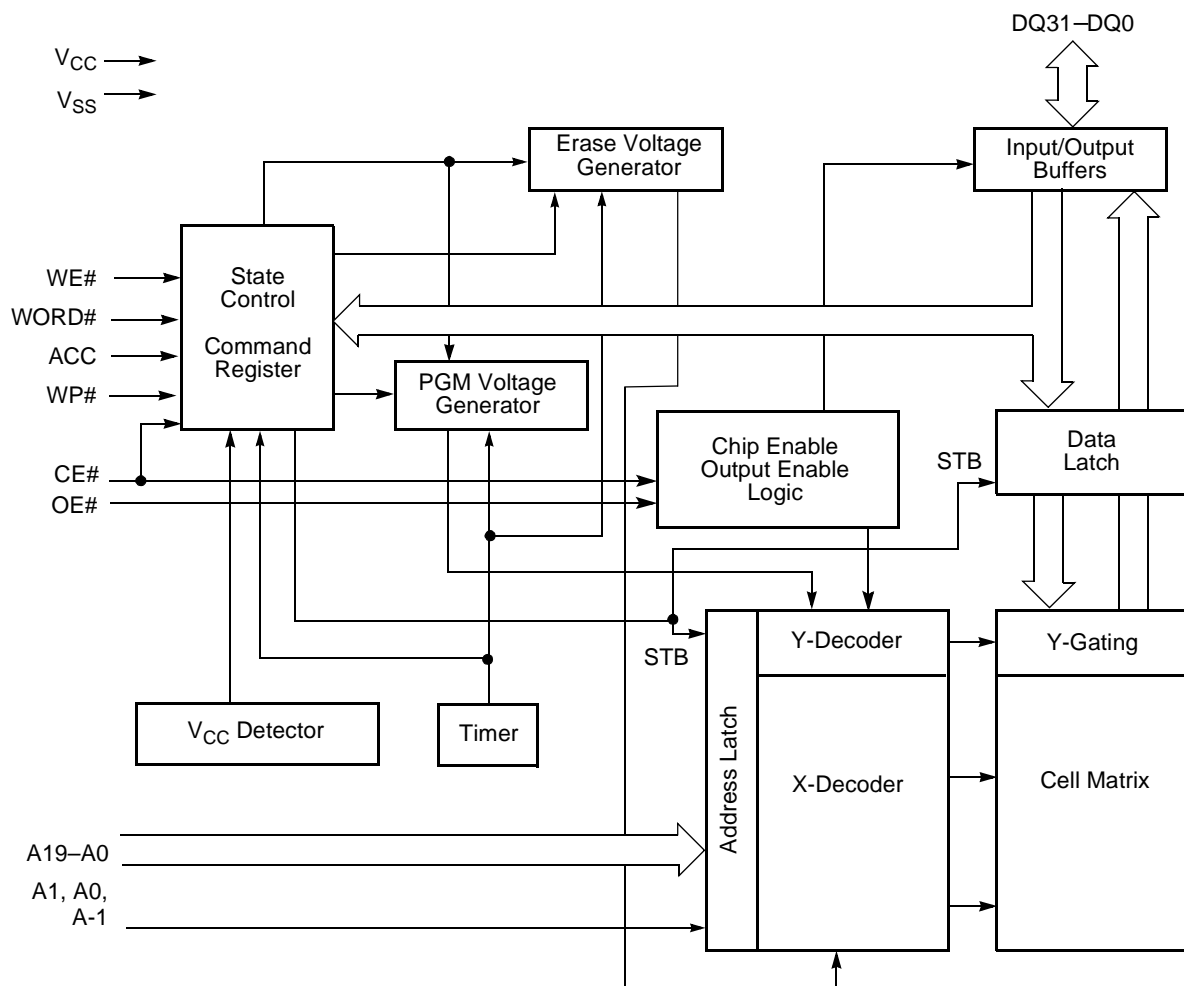 DQ31–DQ0
VCC
VSS
Erase Voltage
Generator
Input/Output
Buffers
WE#
WORD#
ACC
WP#
CE#
OE#
State
Control
Command
Register
PGM Voltage
Generator
Chip Enable
Output Enable
Logic
STB
Data
Latch
STB
Y-Decoder
Y-Gating
VCC Detector
Timer
Address Latch
X-Decoder
Cell Matrix
A19–A0
A1, A0,
A-1